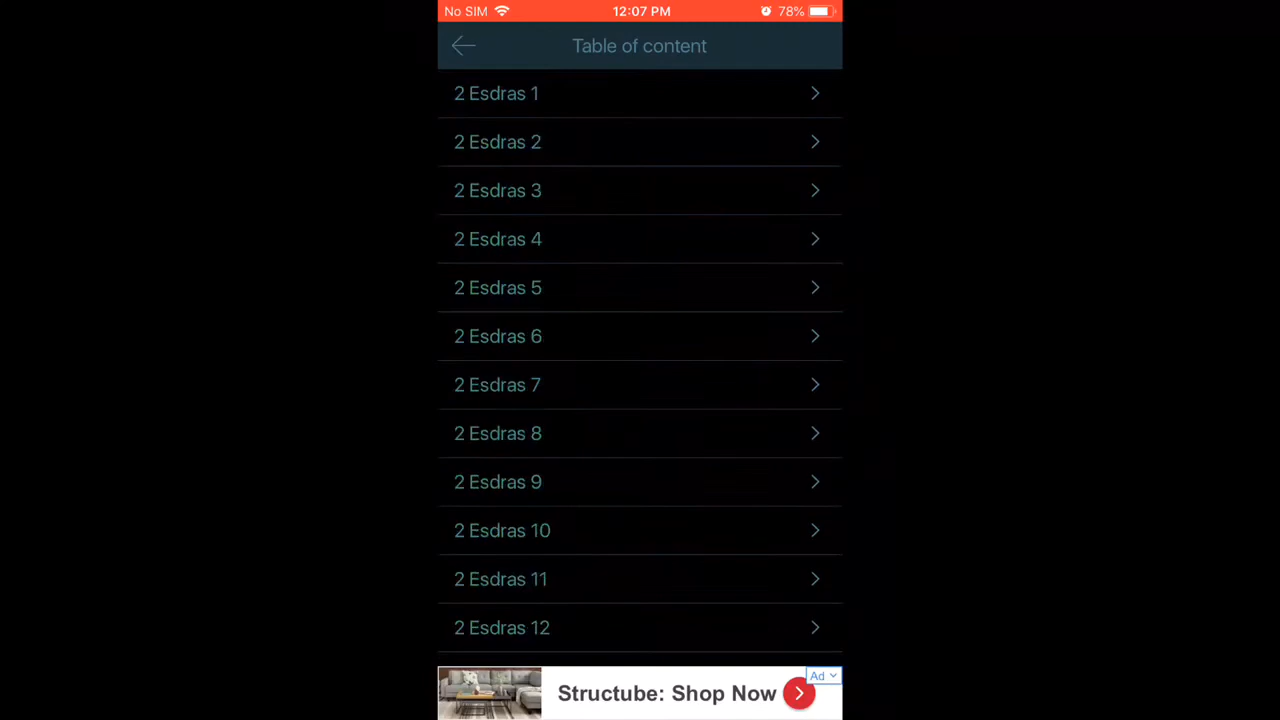 No SIM 12:07 PM 78%
Table of content
2 Esdras 1
2 Esdras 2
2 Esdras 3
2 Esdras 4
2 Esdras 5
2 Esdras 6
2 Esdras 7
2 Esdras 8
2 Esdras 9
2 Esdras 10
2 Esdras 11
2 Esdras 12
Ad
Structube: Shop Now